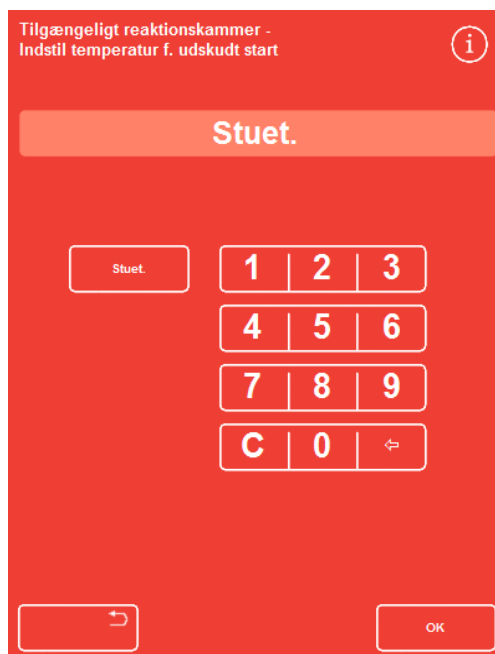 Tilgængeligt reaktionskammer -
Indstil temperatur f. udskudt start
i
Stuet.
Stuet.
1 2 3
4 5 6
7 8 9
C 0
OK